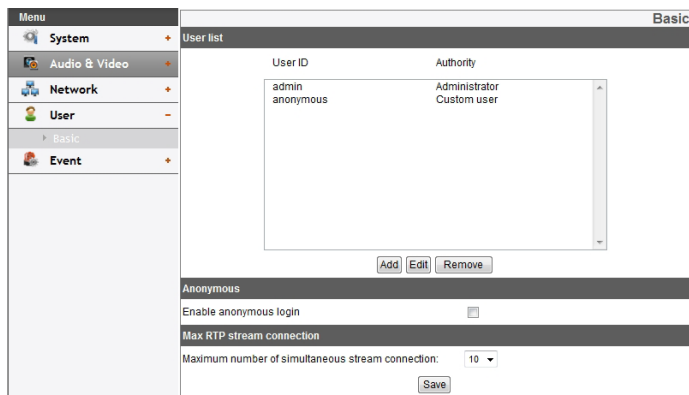 Menu
System
Audio & Video
Network
User
Basic
Event
Basic
User list
User ID Authority
admin Administrator
anonymous Custom user
Add Edit Remove
Anonymous
Enable anonymous login
Max RTP stream connection
Maximum number of simultaneous stream connection: 10
Save